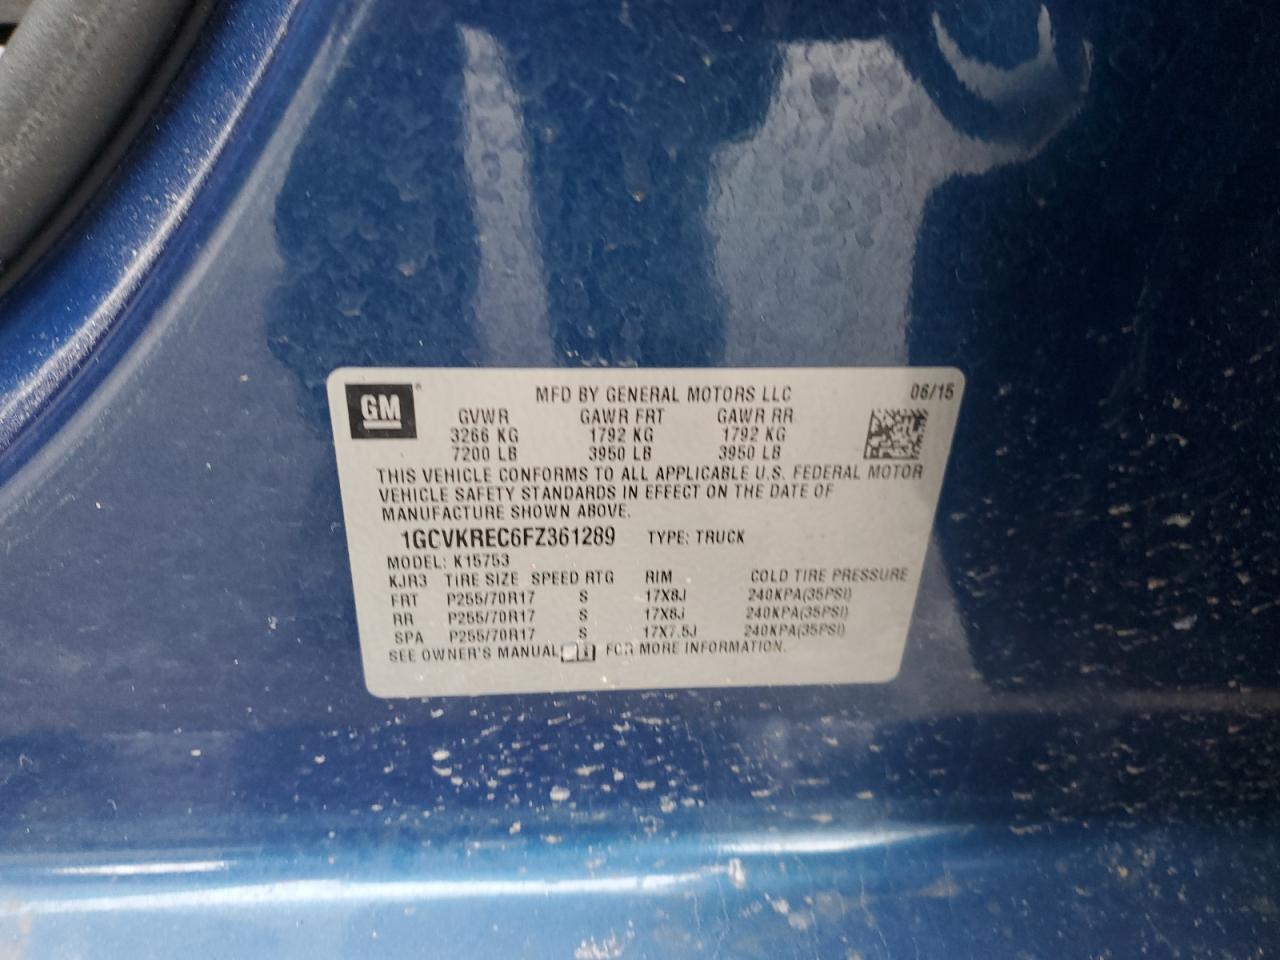 GM® MFD BY GENERAL MOTORS LLC 06/15
GVWR GAWR FRT GAWR RR
3266 KG 1792 KG 1792 KG
7200 LB 3950 LB 3950 LB
THIS VEHICLE CONFORMS TO ALL APPLICABLE U.S. FEDERAL MOTOR
VEHICLE SAFETY STANDARDS IN EFFECT ON THE DATE OF
MANUFACTURE SHOWN ABOVE.
1GCVKREC6FZ361289 TYPE: TRUCK
MODEL: K15753
KJR3 TIRE SIZE SPEED RTG RIM COLD TIRE PRESSURE
FRT P255/70R17 S 17X8J 240KPA(35PSI)
RR P255/70R17 S 17X8J 240KPA(35PSI)
SPA P255/70R17 S 17X7.5J 240KPA(35PSI)
SEE OWNER'S MANUAL FOR MORE INFORMATION.